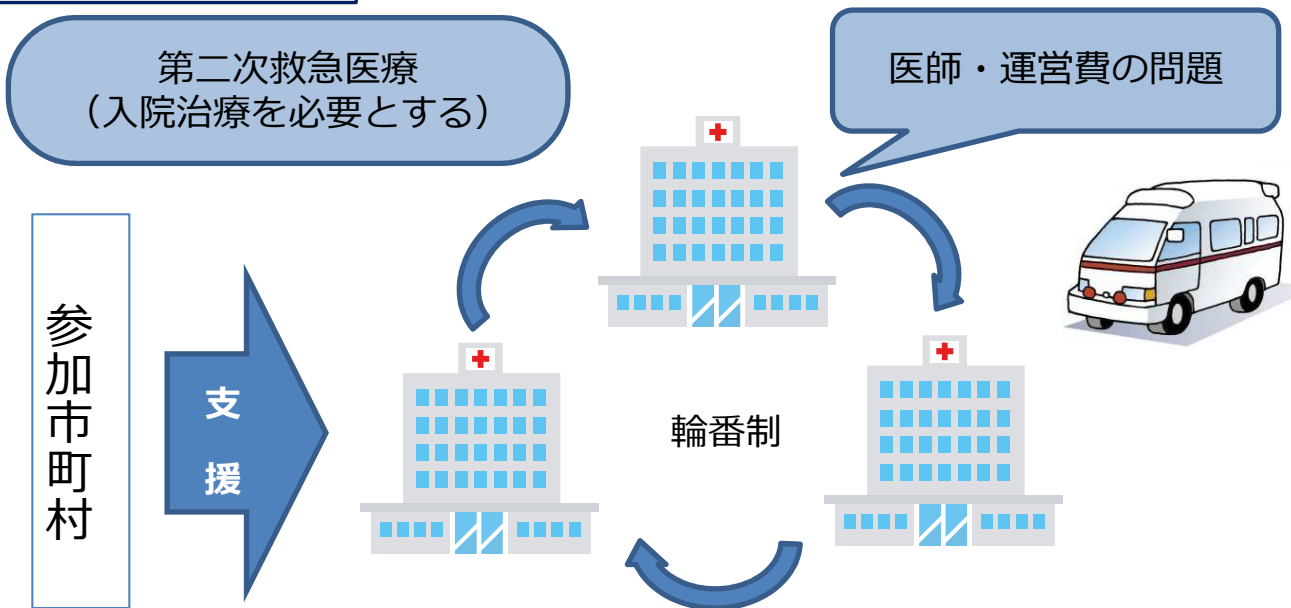 第二次救急医療
（入院治療を必要とする）
医師・運営費の問題
参加市町村
支援
輪番制